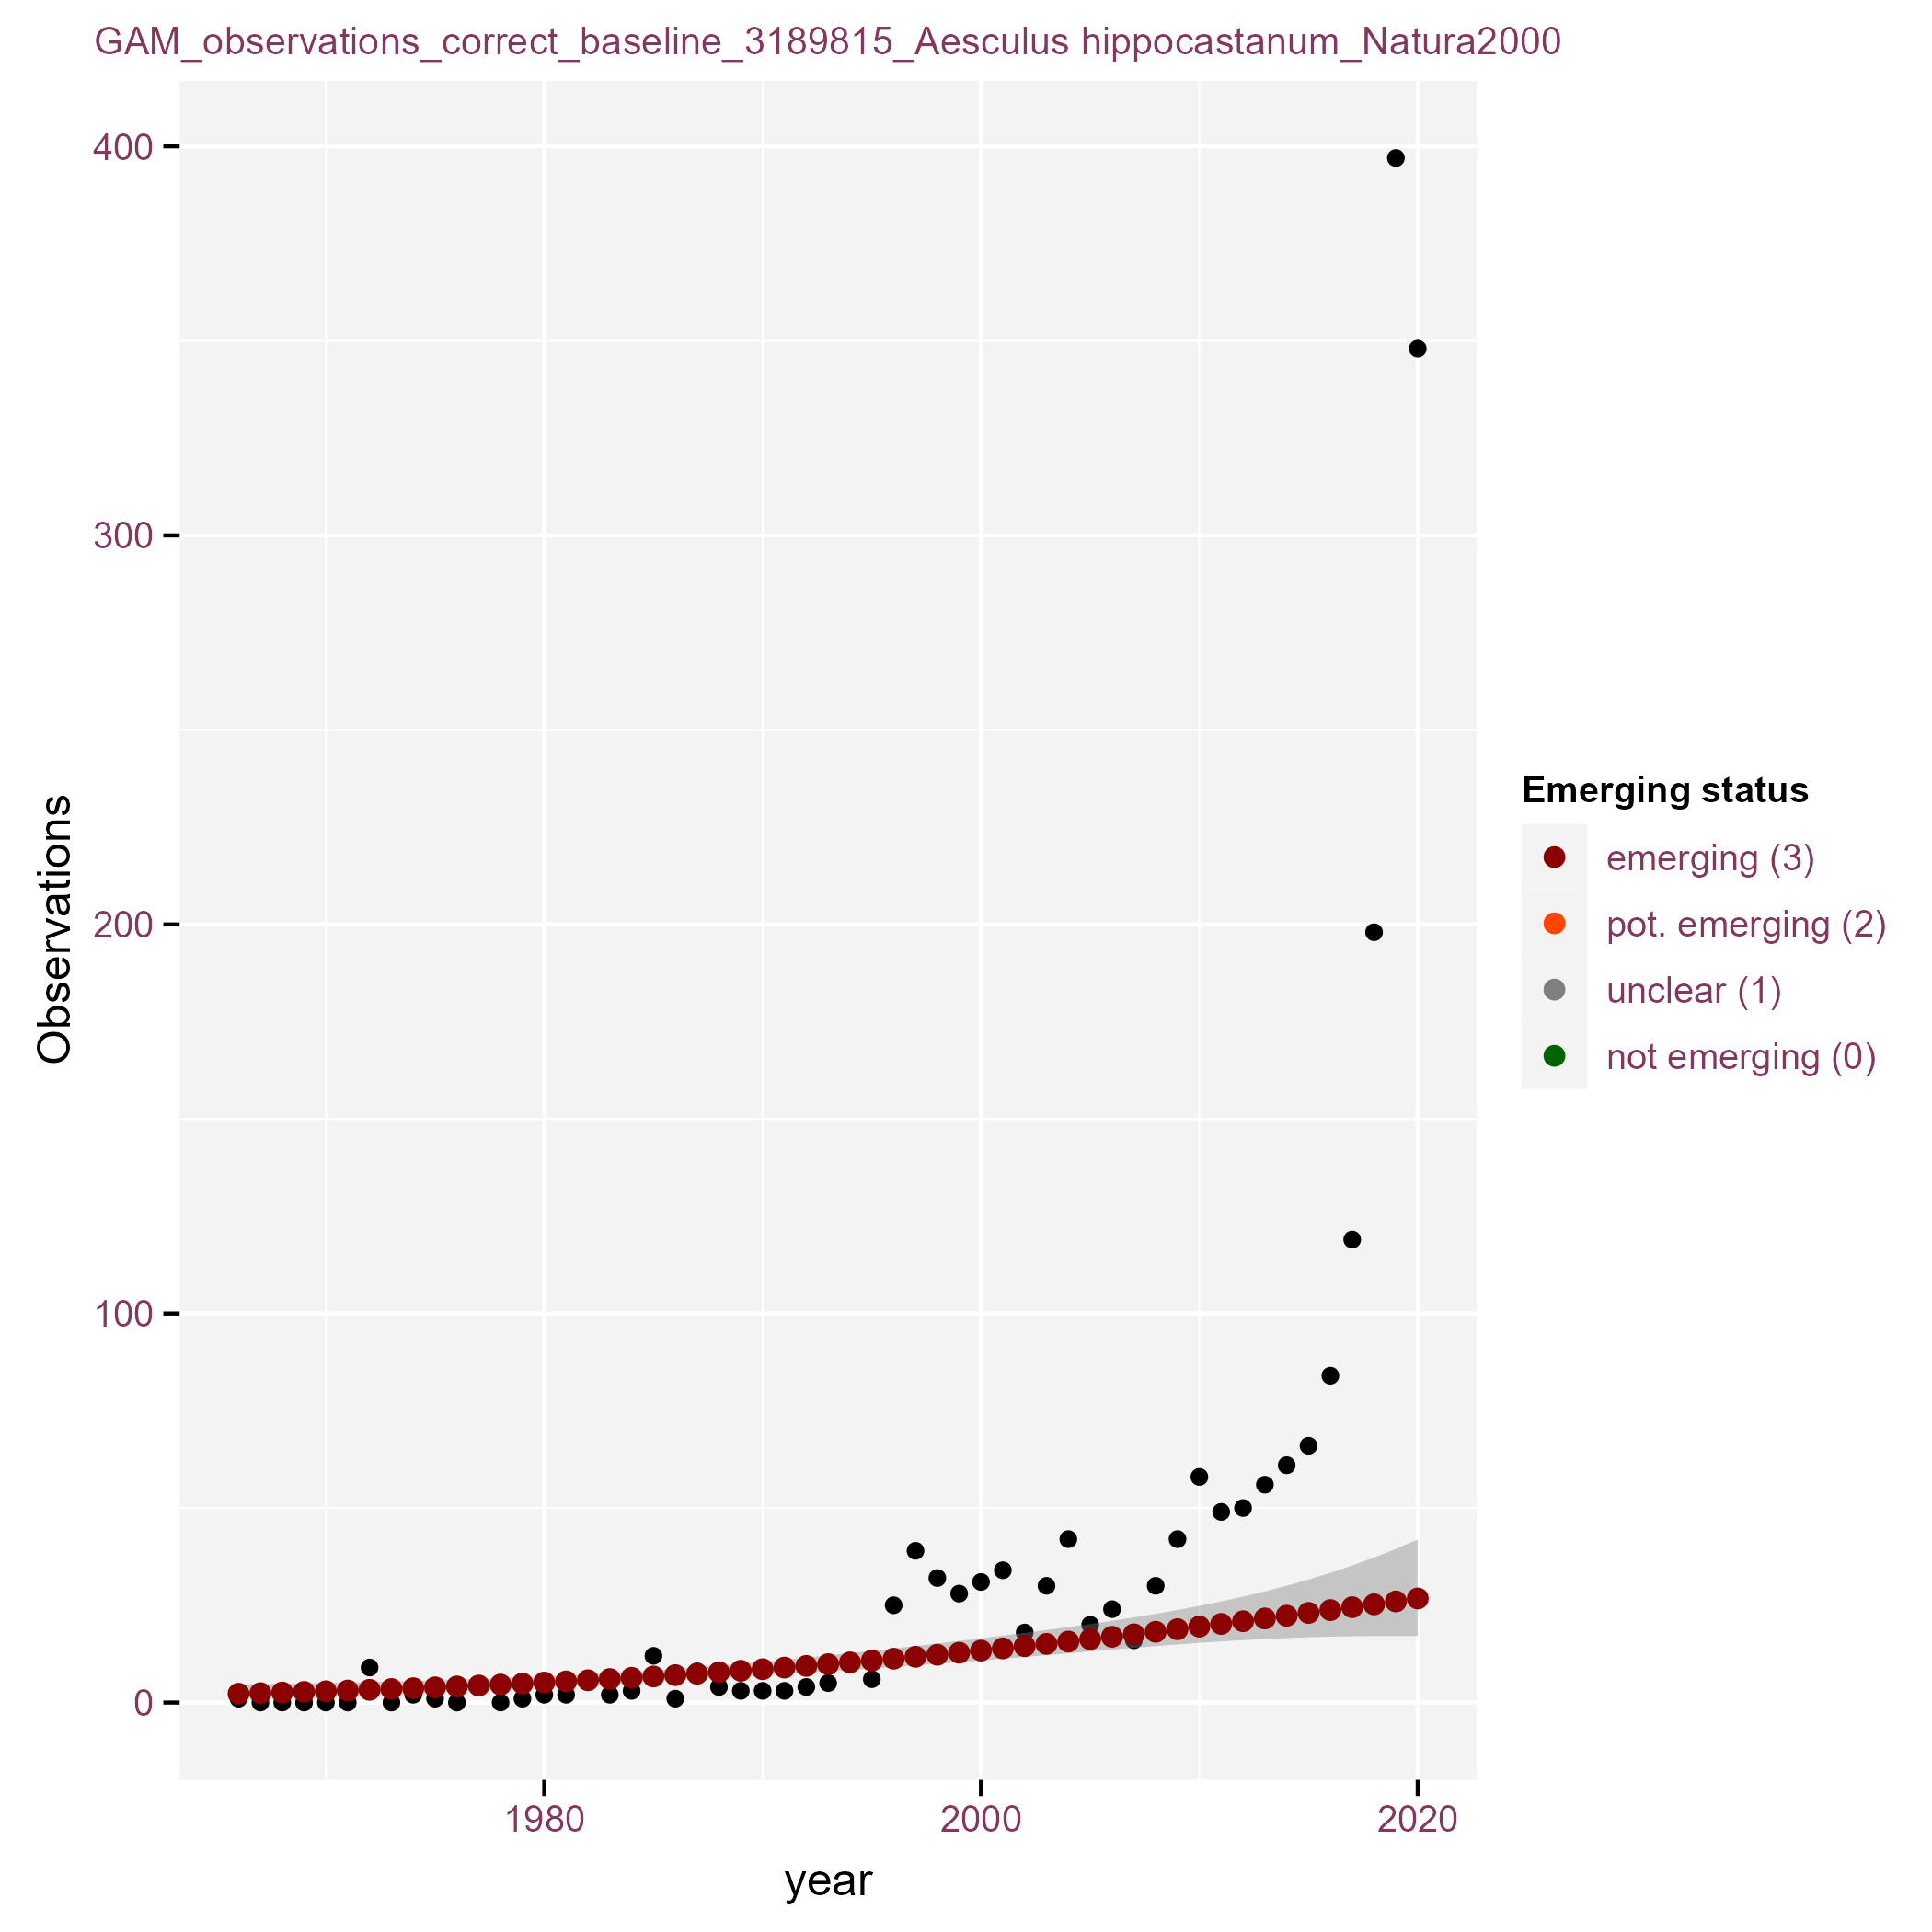 GAM_observations_correct_baseline_3189815_Aesculus hippocastanum_Natura2000
400
300
200
100
0
Observations
1980
2000
2020
year
Emerging status
emerging (3)
pot. emerging (2)
unclear (1)
not emerging (0)